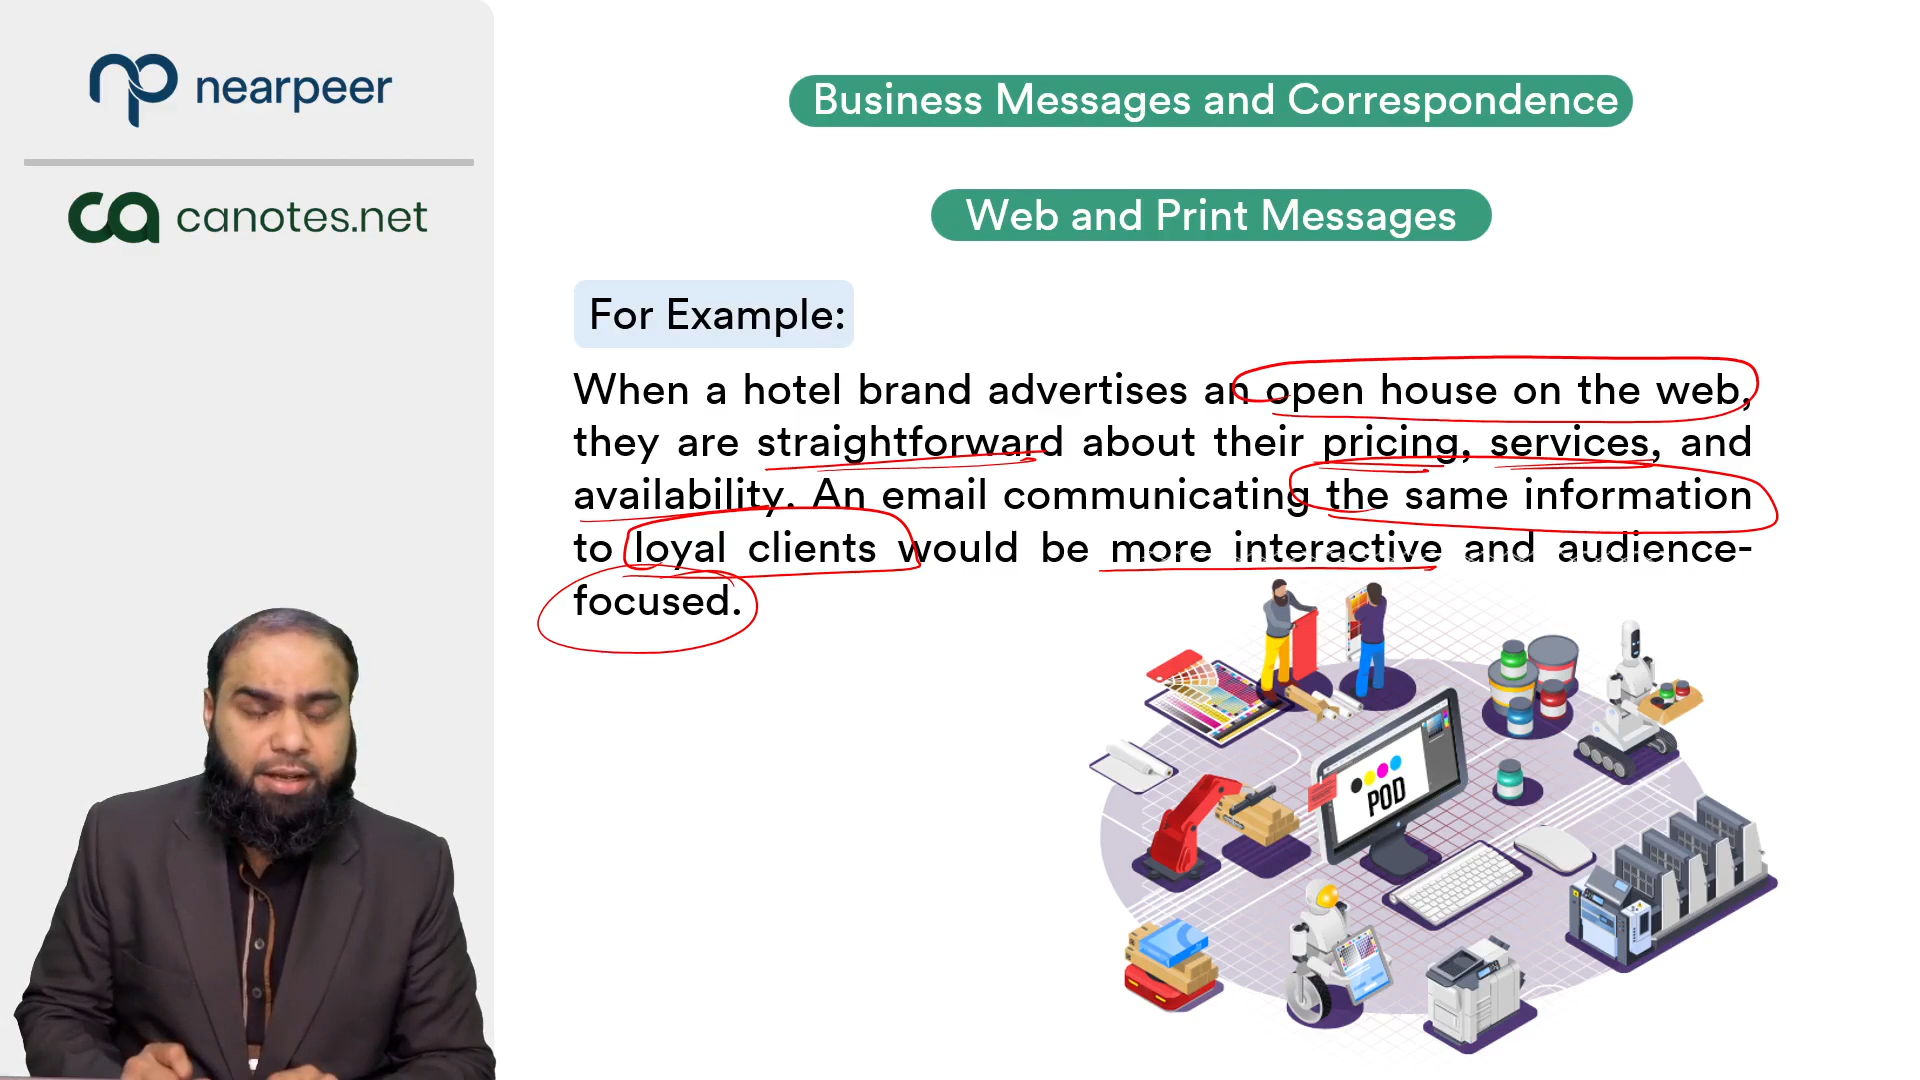 nearpeer
canotes.net
Business Messages and Correspondence
Web and Print Messages
For Example:
When a hotel brand advertises an open house on the web,
they are straightforward about their pricing, services, and
availability. An email communicating the same information
to loyal clients would be more interactive and audience-
focused.
POD